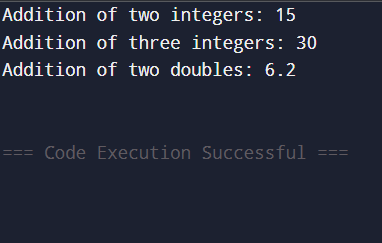 Addition of two integers: 15
Addition of three integers: 30
Addition of two doubles: 6.2
=== Code Execution Successful ===